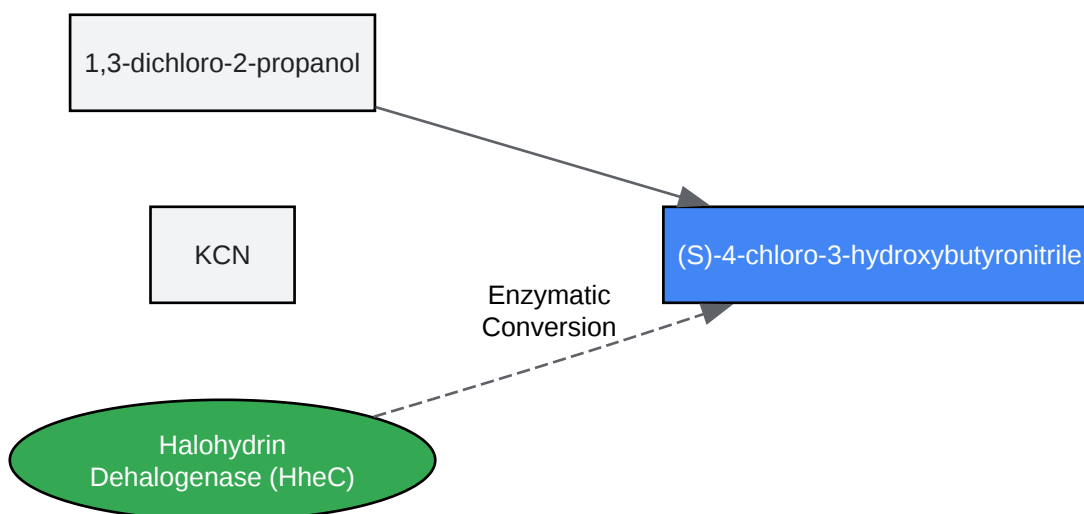 1,3-dichloro-2-propanol
KCN
(S)-4-chloro-3-hydroxybutyronitrile
Enzymatic
Conversion
Halohydrin
Dehalogenase (HheC)